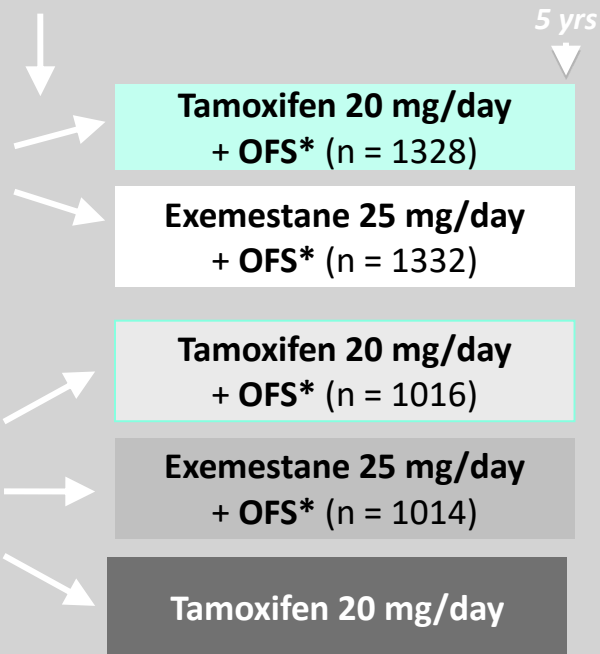 5 yrs
Tamoxifen 20 mg/day
+ OFS* (n = 1328)
Exemestane 25 mg/day
+ OFS* (n = 1332)
Tamoxifen 20 mg/day
+ OFS* (n = 1016)
Exemestane 25 mg/day
+ OFS* (n = 1014)
Tamoxifen 20 mg/day